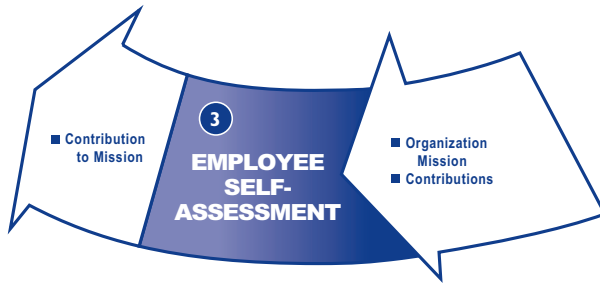 ■ Contribution
to Mission
3
EMPLOYEE
SELF-
ASSESSMENT
■ Organization
Mission
■ Contributions